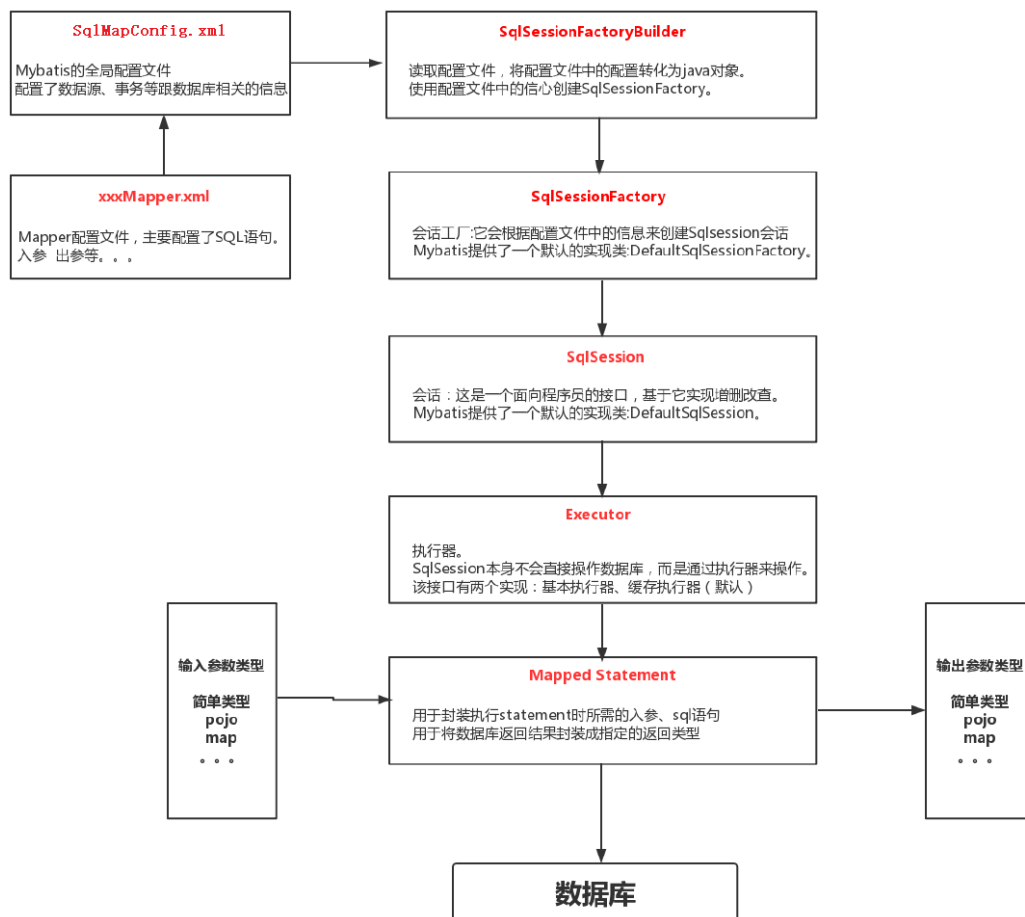 SqlMapConfig.xml
Mybatis的全局配置文件
配置了数据源、事务等跟数据库相关的信息
SqlSessionFactoryBuilder
读取配置文件，将配置文件中的配置转化为java对象。
使用配置文件中的信心创建SqlSessionFactory。
xxxMapper.xml
Mapper配置文件，主要配置了SQL语句。
入参 出参等。。。
SqlSessionFactory
会话工厂:它会根据配置文件中的信息来创建Sqlsession会话
Mybatis提供了一个默认的实现类:DefaultSqlSessionFactory。
SqlSession
会话：这是一个面向程序员的接口，基于它实现增删改查。
Mybatis提供了一个默认的实现类:DefaultSqlSession。
Executor
执行器。
SqlSession本身不会直接操作数据库，而是通过执行器来操作。
该接口有两个实现：基本执行器、缓存执行器（默认）
输入参数类型
简单类型
pojo
map
。。。
Mapped Statement
用于封装执行statement时所需的入参、sql语句
用于将数据库返回结果封装成指定的返回类型
输出参数类型
简单类型
pojo
map
。。。
数据库